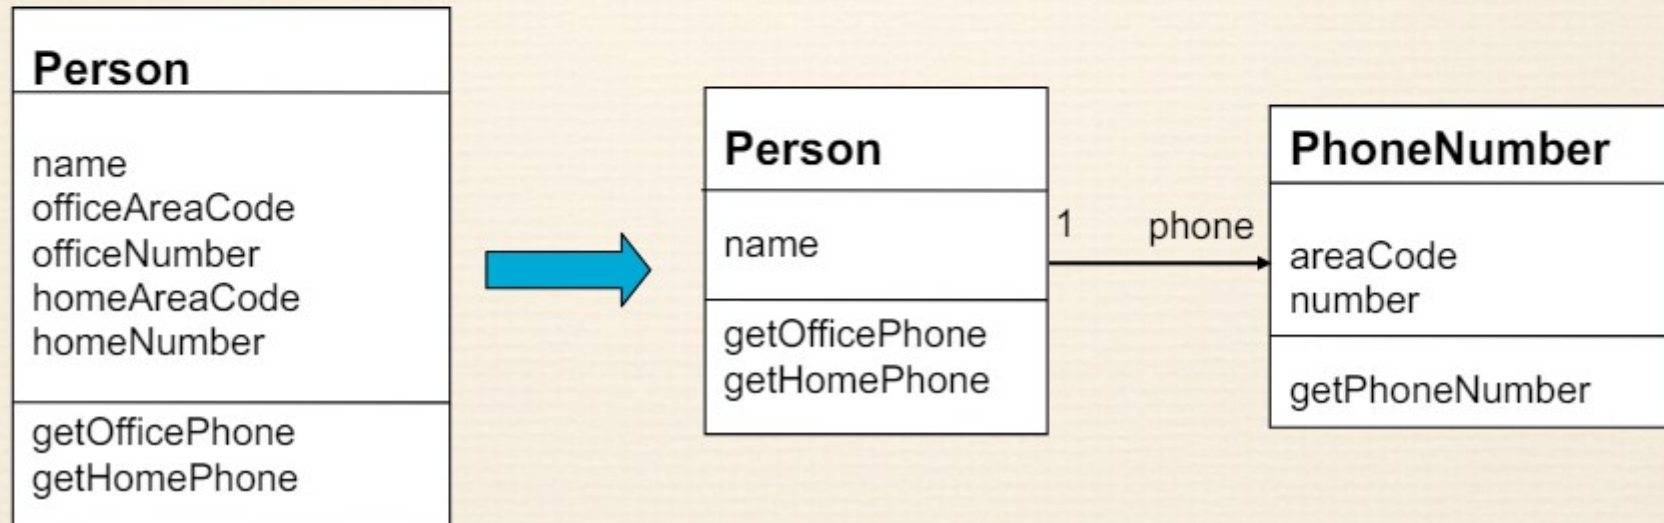 Person
name
officeAreaCode
officeNumber
homeAreaCode
homeNumber
getOfficePhone
getHomePhone
Person
name
getOfficePhone
getHomePhone
1 phone
PhoneNumber
areaCode
number
getPhoneNumber